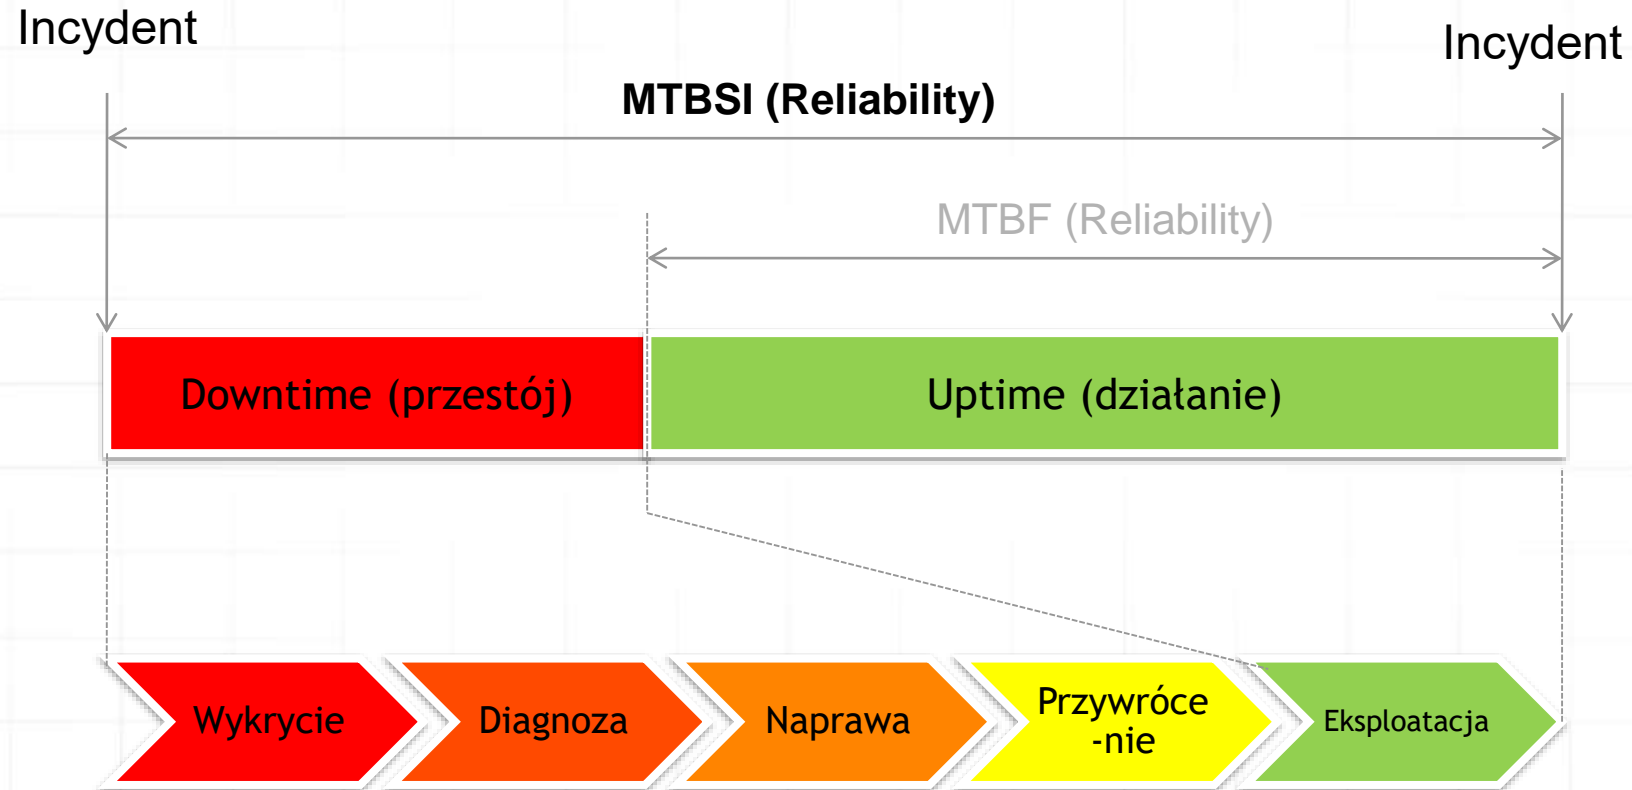 Incydent
Incydent
MTBSI (Reliability)
MTBF (Reliability)
Downtime (przestój)
Uptime (działanie)
Wykrycie
Diagnoza
Naprawa
Przywróce
-nie
Eksploatacja